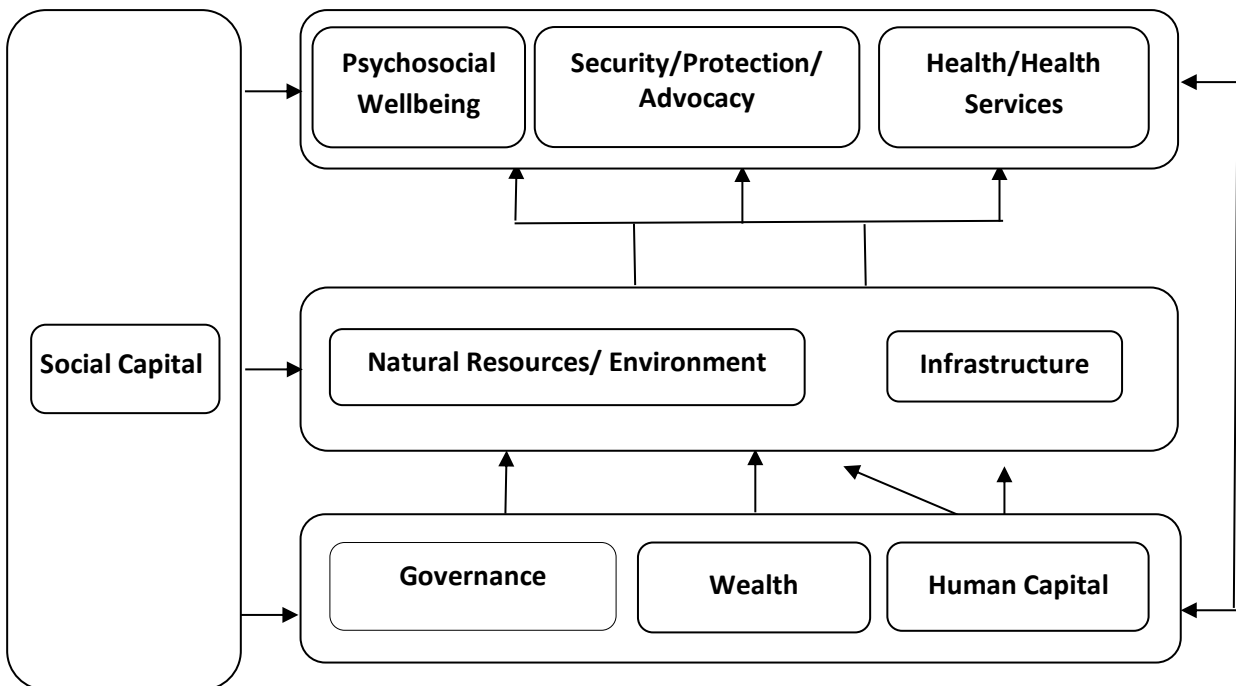 Psychosocial
Wellbeing
Security/Protection/
Advocacy
Health/Health
Services
Social Capital
Natural Resources/ Environment
Infrastructure
Governance
Wealth
Human Capital